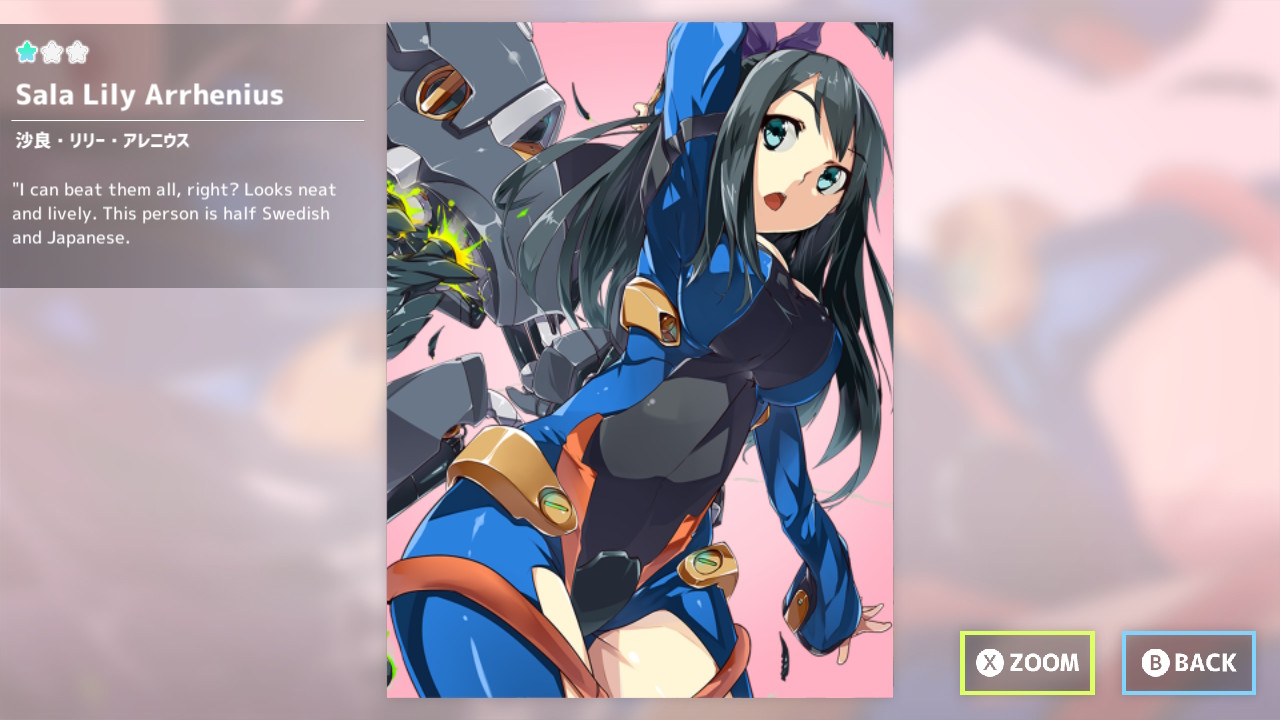 Sala Lily Arrhenius
沙良・リリー・アレニウス
"I can beat them all, right? Looks neat
and lively. This person is half Swedish
and Japanese.
X ZOOM
B BACK